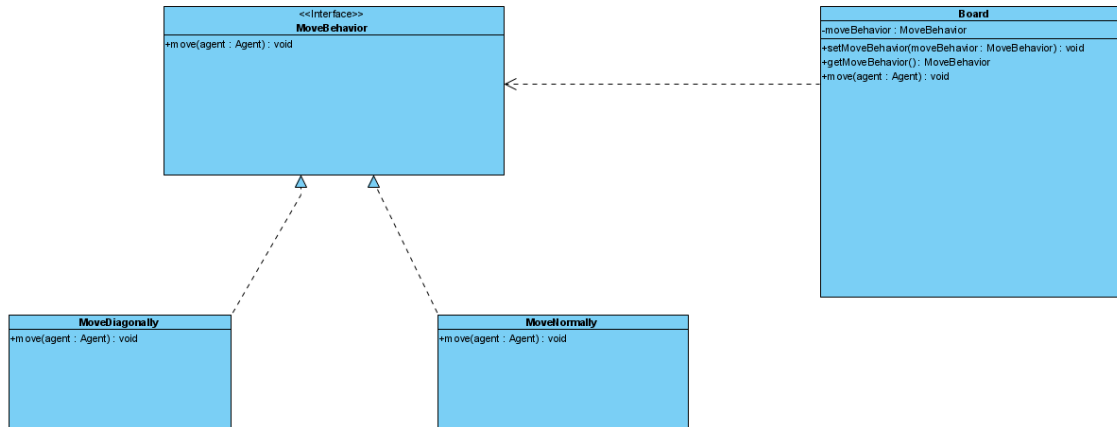 <<Interface>>
MoveBehavior
+move(agent : Agent) : void
Board
-moveBehavior : MoveBehavior
+setMoveBehavior(moveBehavior : MoveBehavior) : void
+getMoveBehavior() : MoveBehavior
+move(agent : Agent) : void
MoveDiagonally
+move(agent : Agent) : void
MoveNormally
+move(agent : Agent) : void